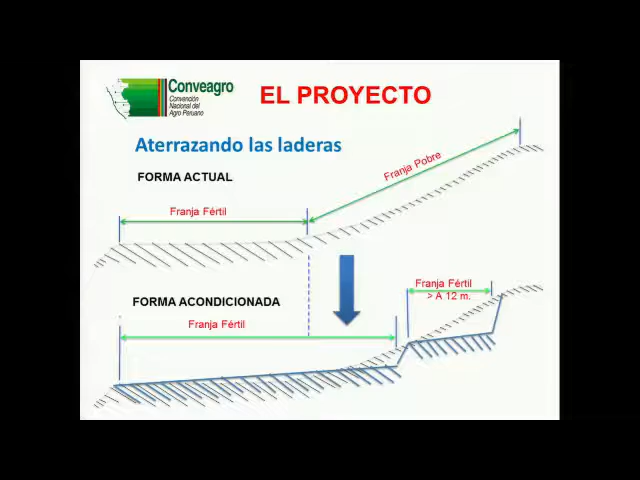 Conveagro
Convención
Nacional del
Agro Peruano
EL PROYECTO
Aterrazando las laderas
FORMA ACTUAL
Franja Pobre
Franja Fértil
FORMA ACONDICIONADA
Franja Fértil
> A 12 m.
Franja Fértil